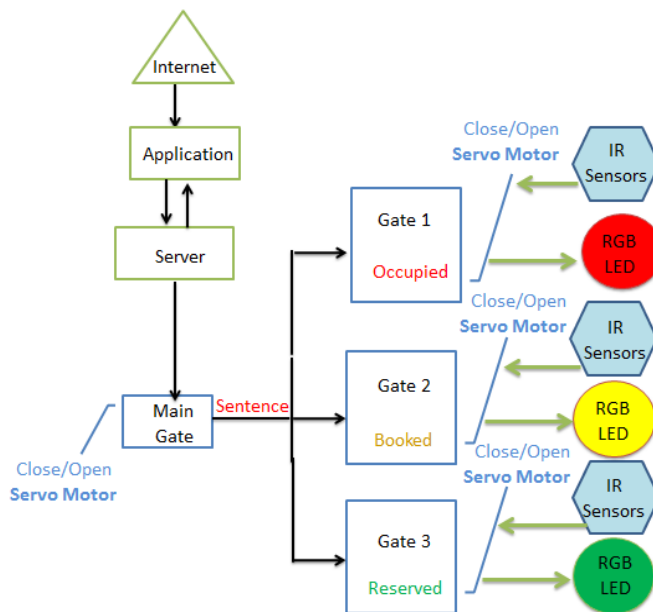 Internet
Application
Server
Main
Gate
Close/Open
Servo Motor
Sentence
Gate 1
Occupied
Close/Open
Servo Motor
IR
Sensors
RGB
LED
Gate 2
Booked
Close/Open
Servo Motor
IR
Sensors
RGB
LED
Gate 3
Reserved
Close/Open
Servo Motor
IR
Sensors
RGB
LED